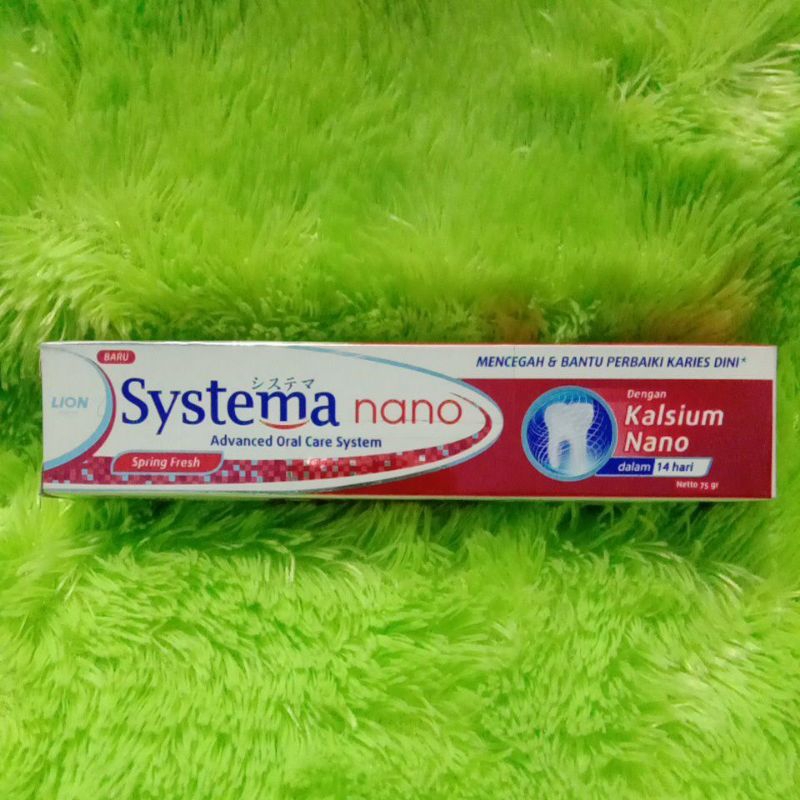 BARU
LION
システマ
Systema nano
Advanced Oral Care System
Spring Fresh
MENCEGAH & BANTU PERBAIKI KARIES DINI*
Dengan
Kalsium
Nano
dalam 14 hari
Netto 75 gr